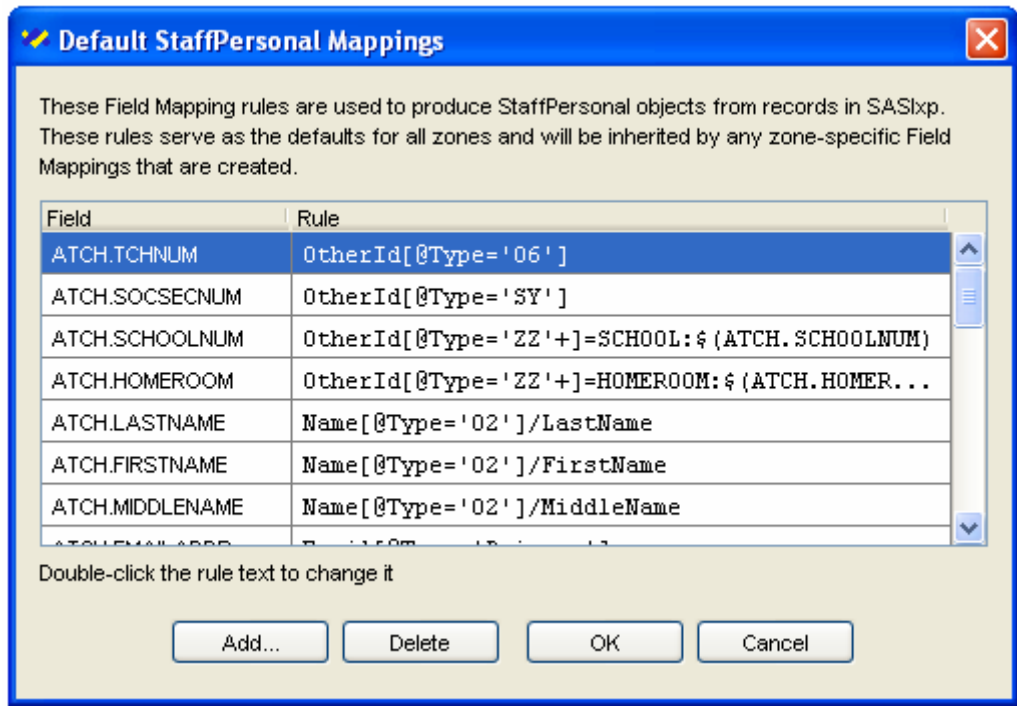 Default StaffPersonal Mappings
These Field Mapping rules are used to produce StaffPersonal objects from records in SASIxp.
These rules serve as the defaults for all zones and will be inherited by any zone-specific Field
Mappings that are created.
Field Rule
ATCH.TCHNUM OtherId[@Type='06']
ATCH.SOCSECNUM OtherId[@Type='SY']
ATCH.SCHOOLNUM OtherId[@Type='ZZ'+]=SCHOOL:$(ATCH.SCHOOLNUM)
ATCH.HOMEROOM OtherId[@Type='ZZ'+]=HOMEROOM:$(ATCH.HOMER...
ATCH.LASTNAME Name[@Type='02']/LastName
ATCH.FIRSTNAME Name[@Type='02']/FirstName
ATCH.MIDDLENAME Name[@Type='02']/MiddleName
Double-click the rule text to change it
Add... Delete OK Cancel